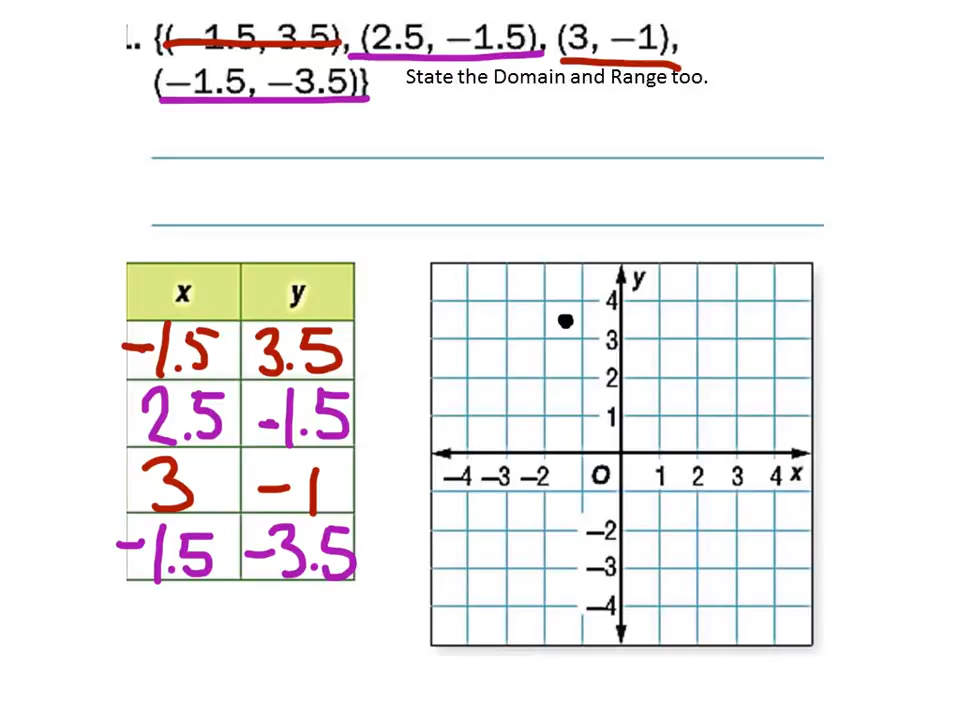 1. {(−1.5, 3.5), (2.5, −1.5), (3, −1),
(−1.5, −3.5)} State the Domain and Range too.
x y
-1.5 3.5
2.5 -1.5
3 -1
-1.5 -3.5
y
4
3
2
1
−4 −3 −2 O 1 2 3 4 x
−2
−3
−4